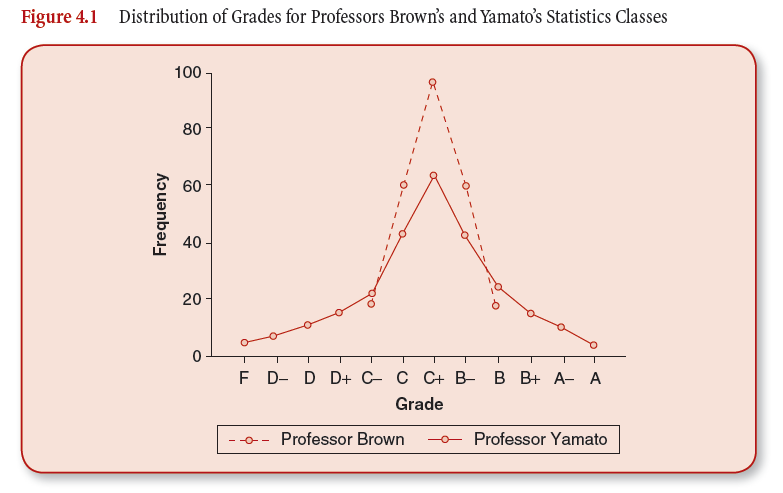 Figure 4.1 Distribution of Grades for Professors Brown's and Yamato's Statistics Classes
100
80
60
40
20
0
Frequency
F D– D D+ C– C C+ B– B B+ A– A
Grade
Professor Brown Professor Yamato